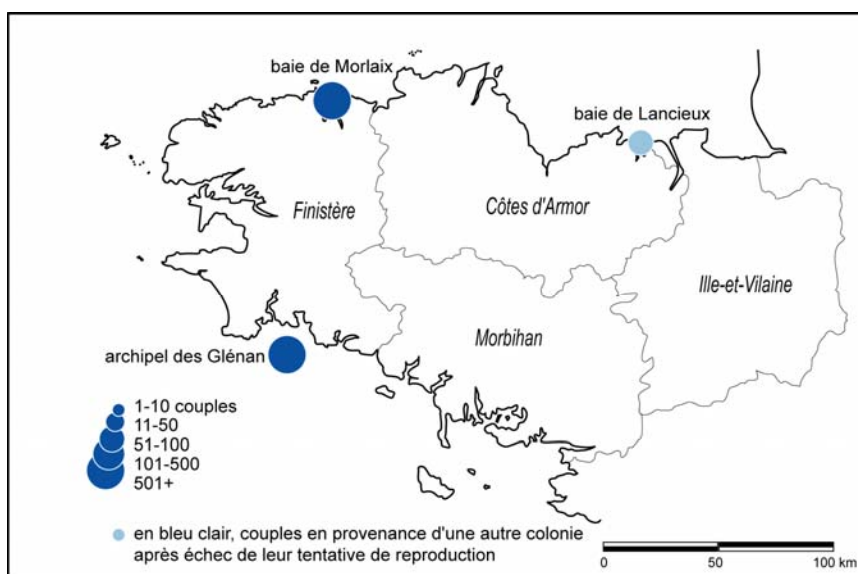 baie de Morlaix
baie de Lancieux
Finistère
Côtes d'Armor
Ille-et-Vilaine
Morbihan
archipel des Glénan
1-10 couples
11-50
51-100
101-500
501+
en bleu clair, couples en provenance d'une autre colonie
après échec de leur tentative de reproduction
0 50 100 km